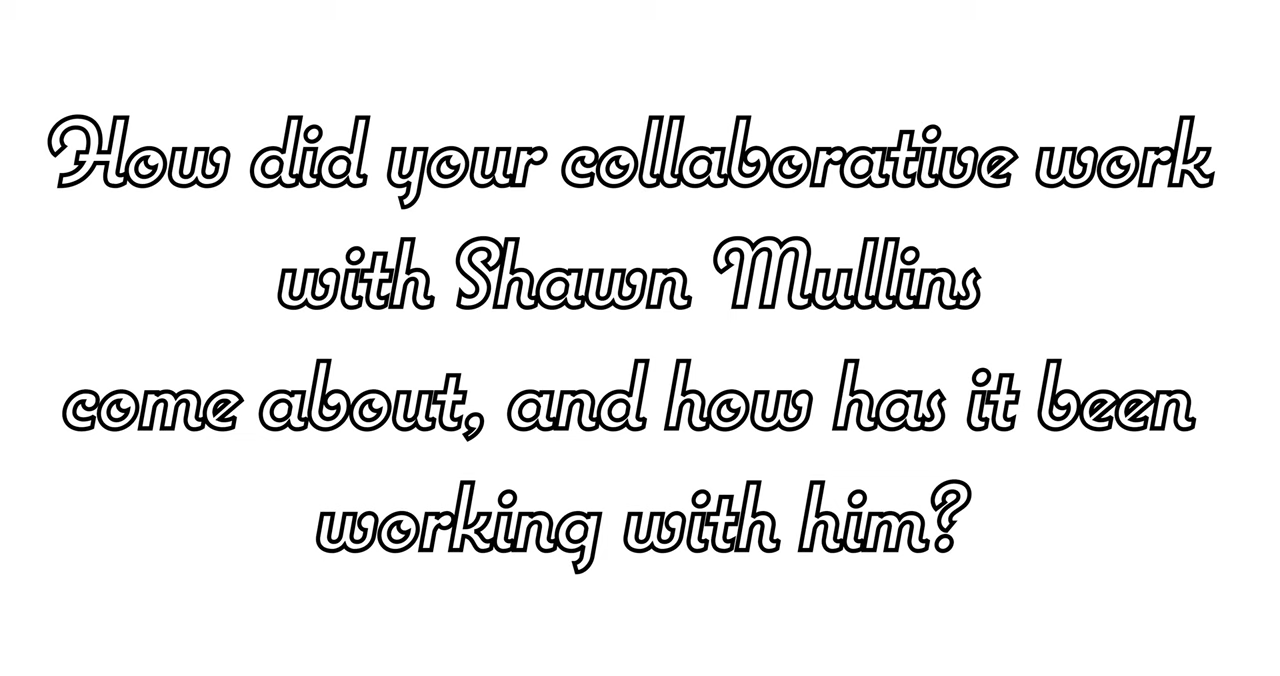 How did your collaborative work
with Shawn Mullins
come about, and how has it been
working with him?